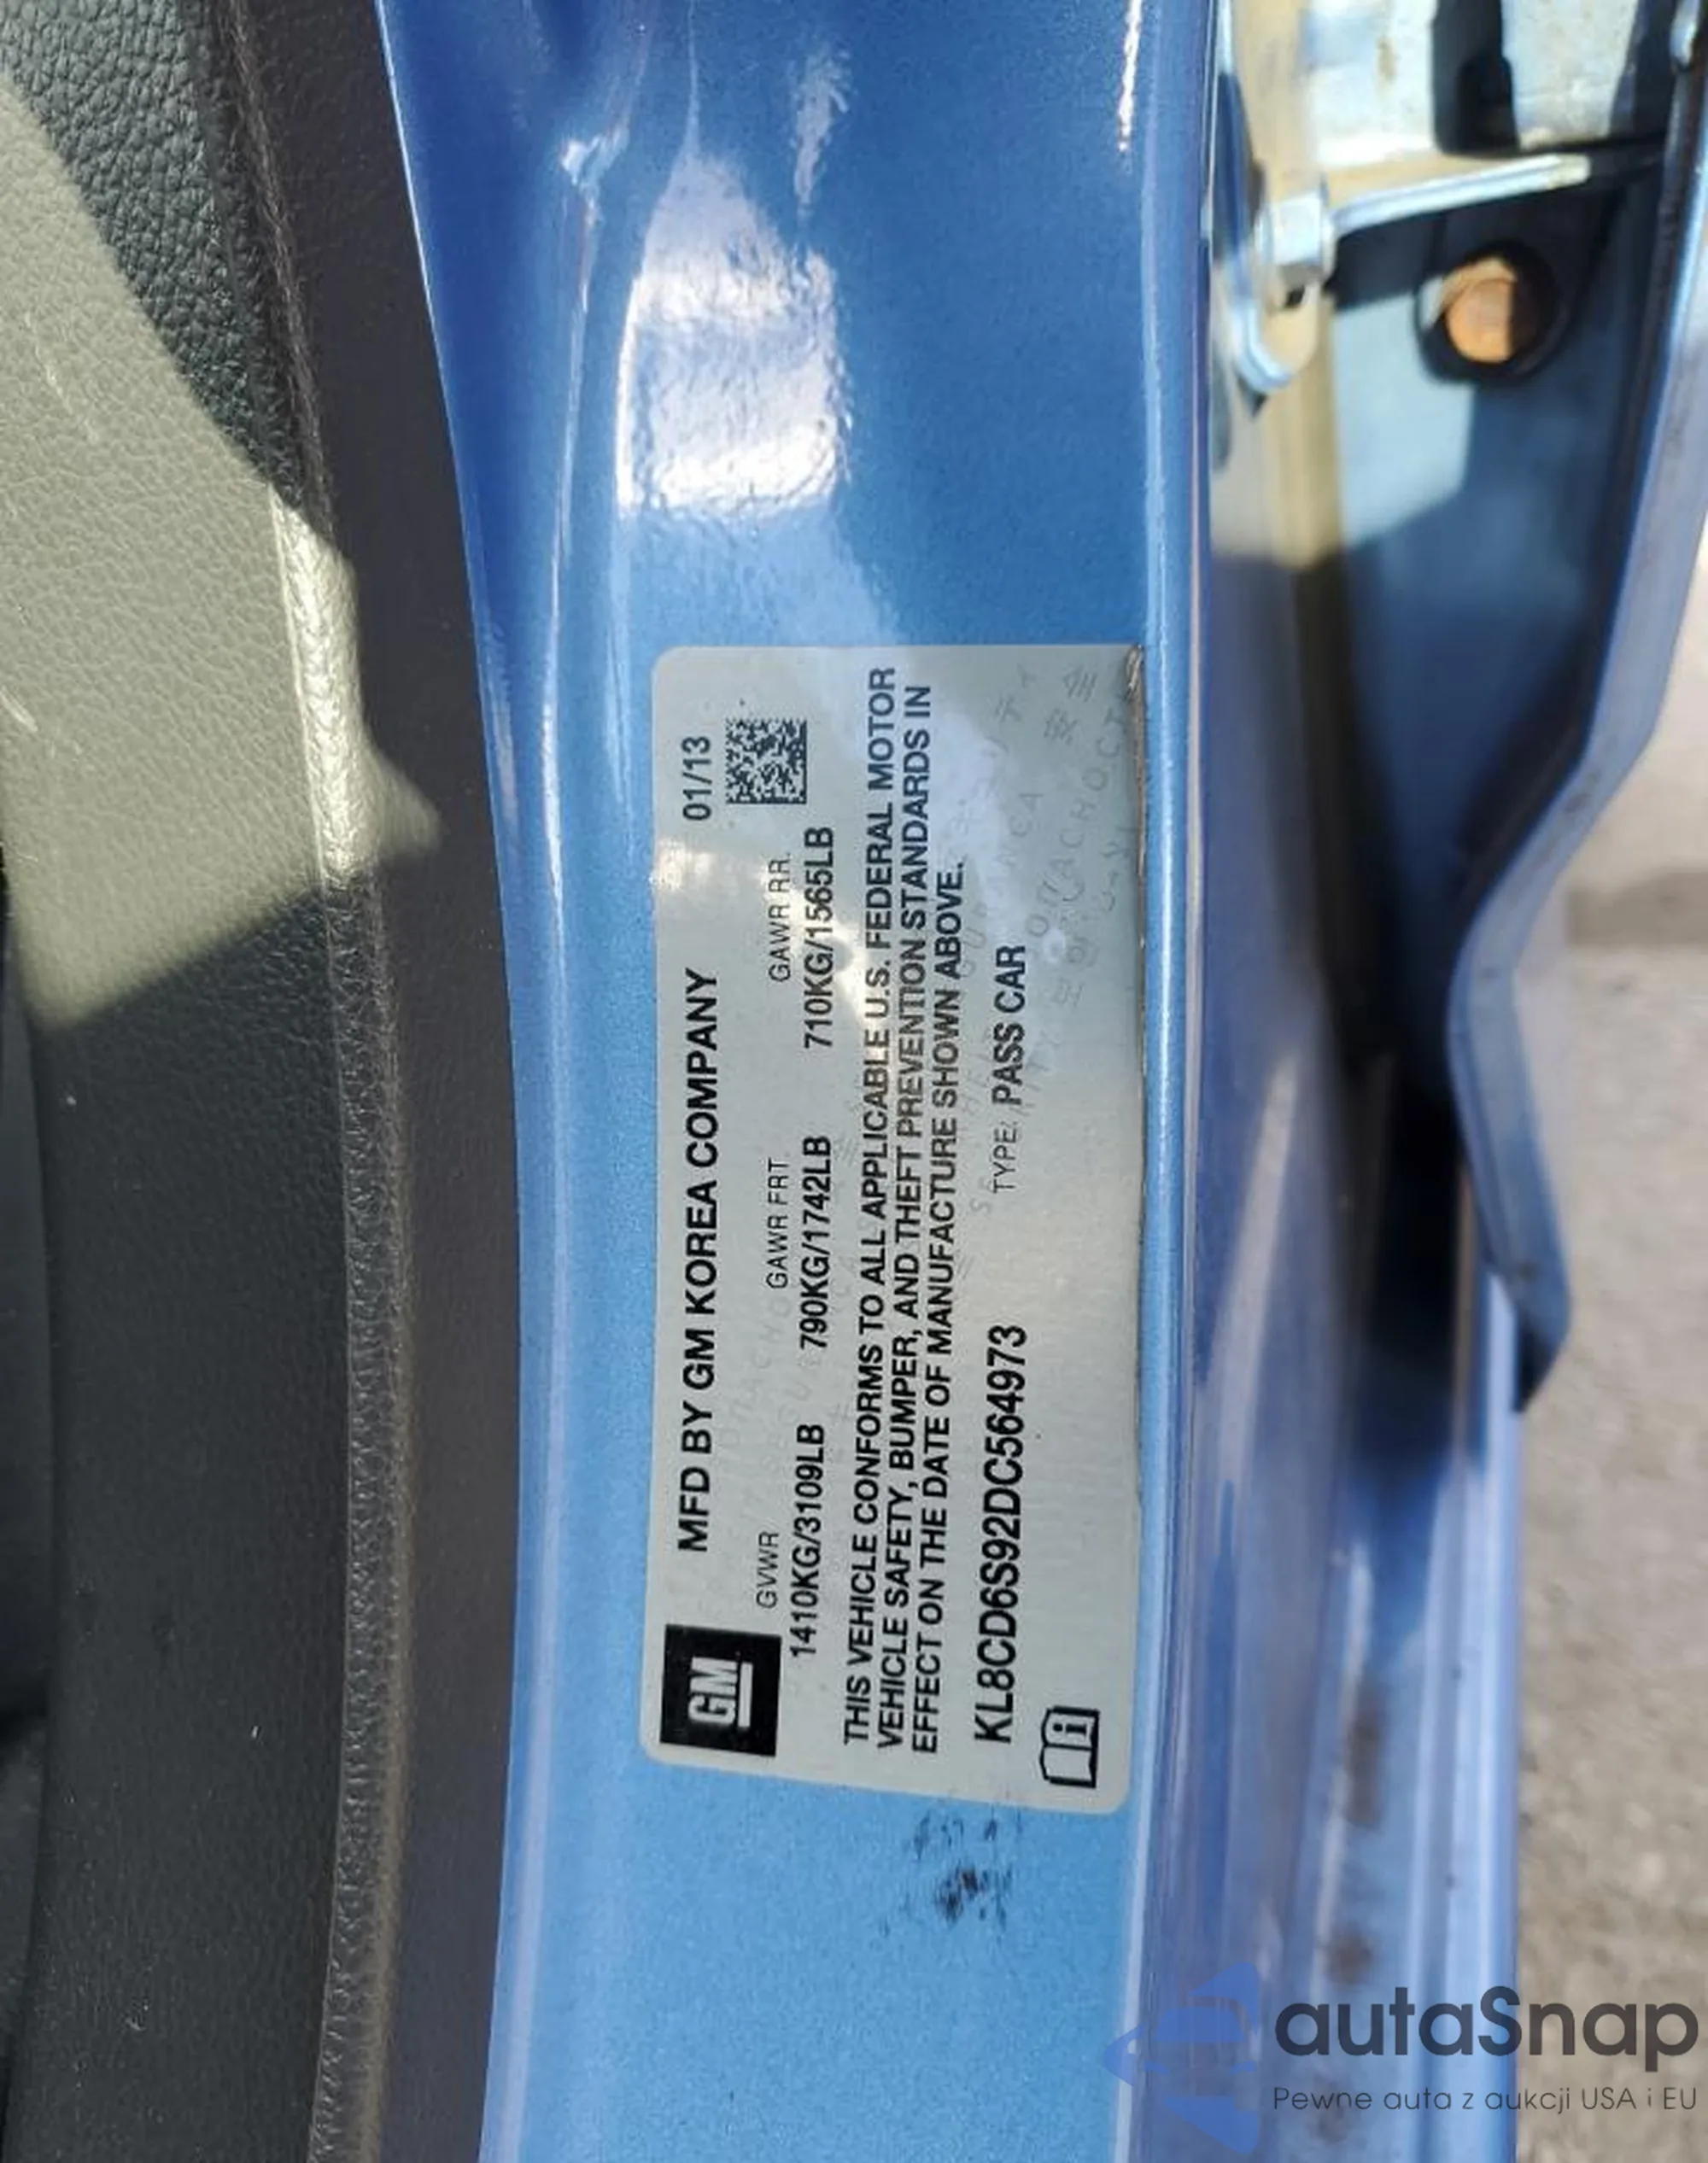 GM
MFD BY GM KOREA COMPANY 01/13
GVWR GAWR FRT GAWR RR
1410KG/3109LB 790KG/1742LB 710KG/1565LB
THIS VEHICLE CONFORMS TO ALL APPLICABLE U.S. FEDERAL MOTOR
VEHICLE SAFETY, BUMPER, AND THEFT PREVENTION STANDARDS IN
EFFECT ON THE DATE OF MANUFACTURE SHOWN ABOVE.
KL8CD6S92DC564973 TYPE: PASS CAR
autaSnap
Pewne auta z aukcji USA i EU